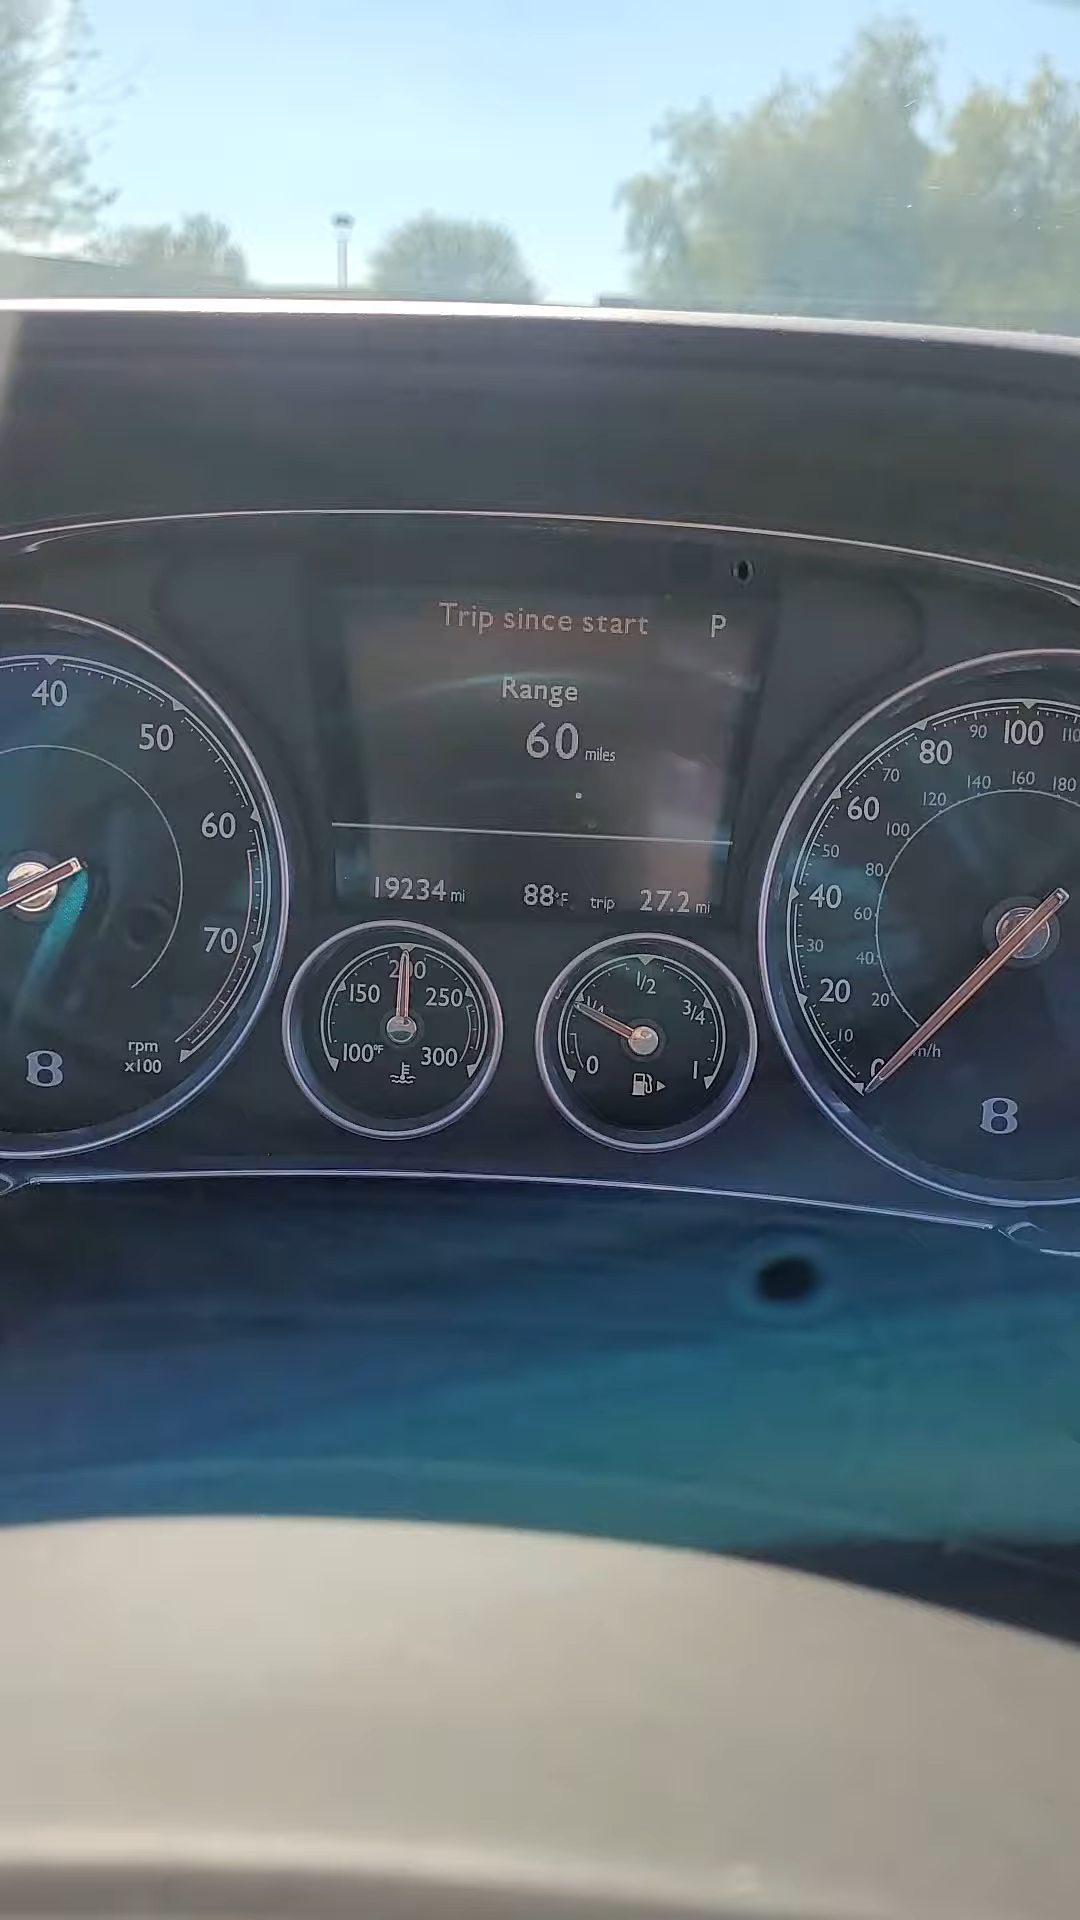 Trip since start P
Range
60 miles
19234 mi 88°F trip 27.2 mi
40
50
60
70
rpm
x100
B
200
150 250
100°F 300
1/2
1/4 3/4
0 1
90 100 110
80
70 140 160 180
60 120
50 100
40 80
30 60
20 40
10 20
0 m/h
B